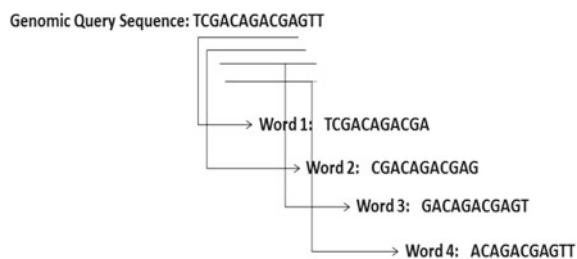 Genomic Query Sequence: TCGACAGACGAGTT
Word 1: TCGACAGACGA
Word 2: CGACAGACGAG
Word 3: GACAGACGAGT
Word 4: ACAGACGAGTT